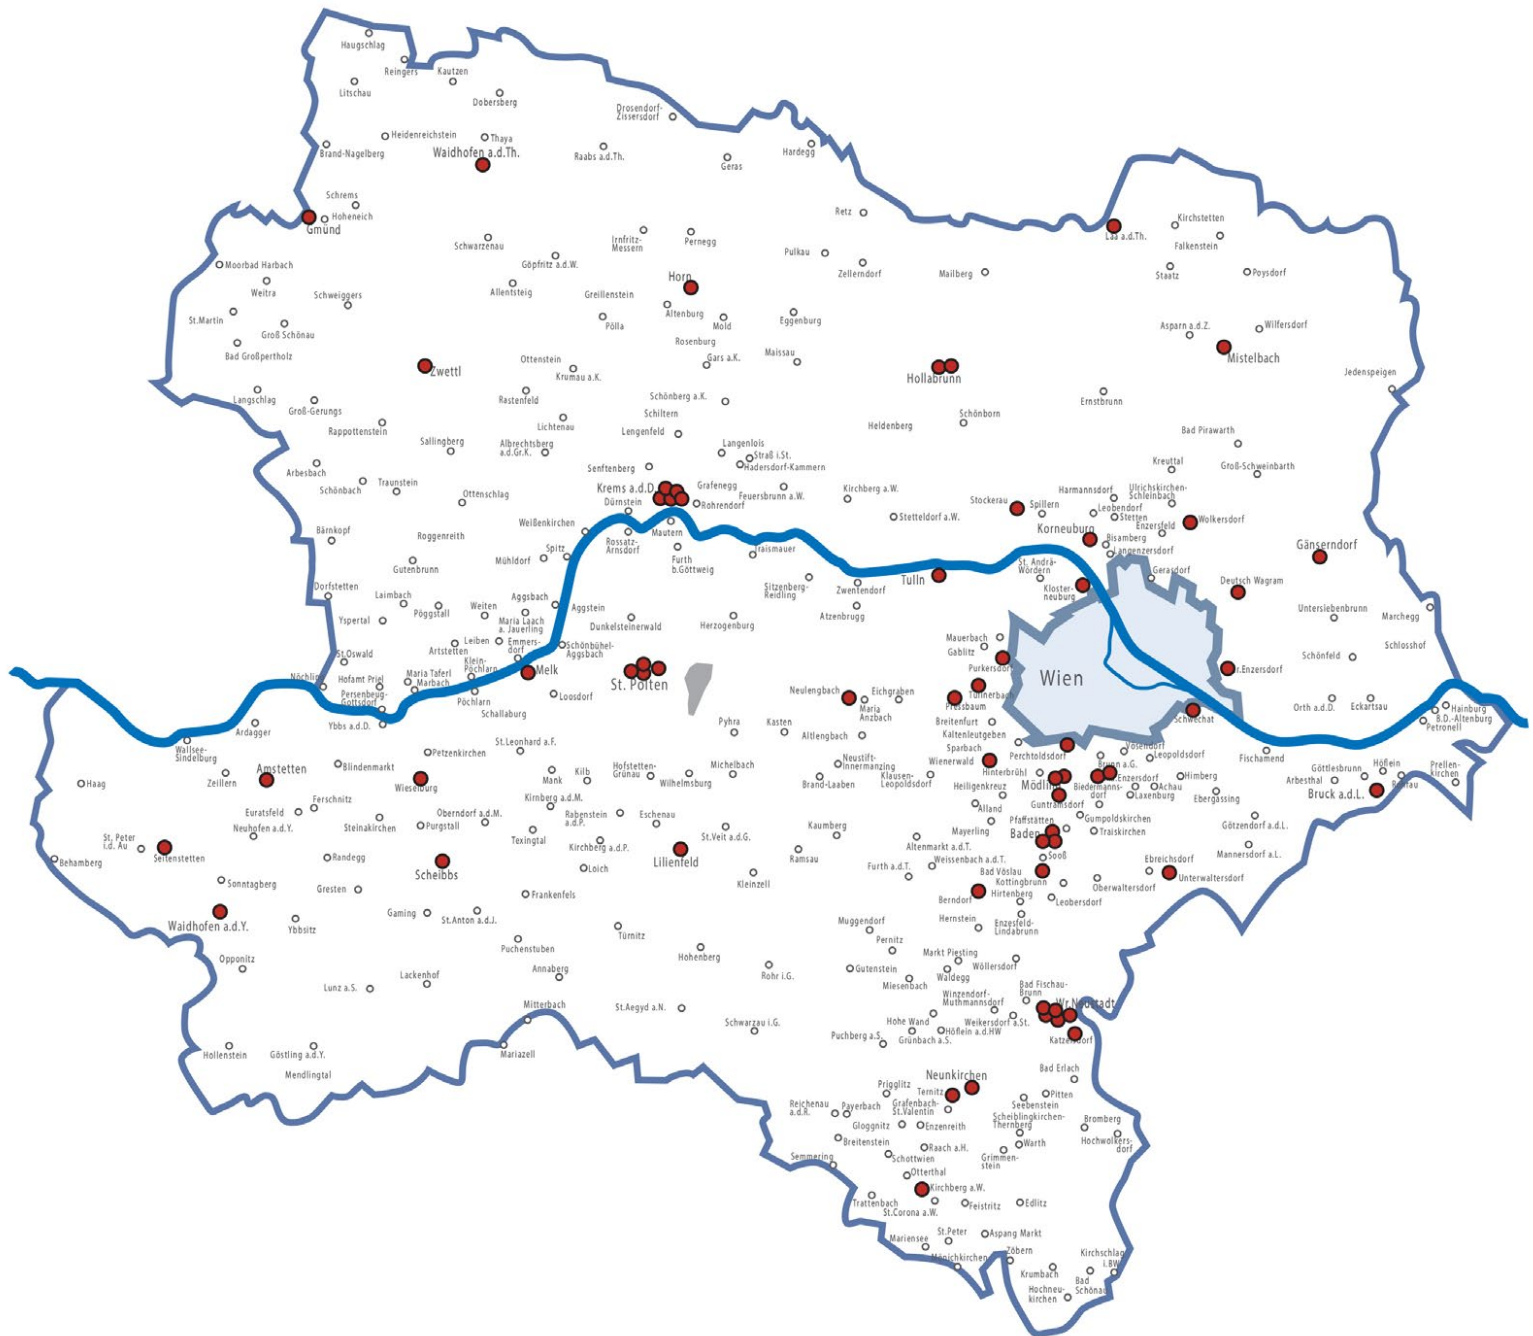 Haugschlag
Reingers
Kautzen
Litschau
Dobersberg
Drosendorf-
Zissersdorf
Heidenreichstein
Thaya
Brand-Nagelberg
Waidhofen a.d.Th.
Raabs a.d.Th.
Geras
Hardegg
Schrems
Hoheneich
Gmünd
Retz
Kirchstetten
Laa a.d.Th.
Falkenstein
Schwarzenau
Irnfritz-
Messern
Pernegg
Pulkau
Göpfritz a.d.W.
Zellerndorf
Mailberg
Staatz
Poysdorf
Moorbad Harbach
Weitra
Schweiggers
Allentsteig
Greillenstein
Horn
Altenburg
St.Martin
Groß Schönau
Pölla
Mold
Eggenburg
Asparn a.d.Z.
Wilfersdorf
Bad Großpertholz
Rosenburg
Gars a.K.
Maissau
Mistelbach
Zwettl
Ottenstein
Krumau a.K.
Hollabrunn
Jedenspeigen
Langschlag
Groß-Gerungs
Rastenfeld
Schönberg a.K.
Ernstbrunn
Rappottenstein
Lichtenau
Schiltern
Lengenfeld
Heldenberg
Schönborn
Bad Pirawarth
Sallingberg
Albrechtsberg
a.d.Gr.K.
Langenlois
Straß i.St.
Hadersdorf-Kammern
Kreuttal
Groß-Schweinbarth
Arbesbach
Schönbach
Traunstein
Senftenberg
Krems a.d.D.
Grafenegg
Feuersbrunn a.W.
Kirchberg a.W.
Harmannsdorf
Ulrichskirchen-
Schleinbach
Ottenschlag
Dürnstein
Rohrendorf
Stetteldorf a.W.
Stockerau
Spillern
Leobendorf
Stetten
Enzersfeld
Wolkersdorf
Bärnkopf
Roggenreith
Weißenkirchen
Mautern
Korneuburg
Bisamberg
Langenzersdorf
Gänserndorf
Gutenbrunn
Mühldorf
Spitz
Rossatz-
Arnsdorf
Furth
b.Göttweig
Traismauer
Tulln
St. Andrä-
Wördern
Kloster-
neuburg
Gerasdorf
Deutsch Wagram
Dorfstetten
Laimbach
Pöggstall
Weiten
Aggsbach
Aggstein
Sitzenberg-
Reidling
Zwentendorf
Atzenbrugg
Untersiebenbrunn
Marchegg
Yspertal
Maria Laach
a. Jauerling
Dunkelsteinerwald
Herzogenburg
Mauerbach
Gablitz
Schlosshof
Artstetten
Leiben
Emmers-
dorf
Schönbühel-
Aggsbach
St.Oswald
Klein-
Pöchlarn
Melk
St. Pölten
Purkersdorf
Wien
Schönfeld
Nöchling
Hofamt Priel
Maria Taferl
Marbach
Persenbeug-
Gottsdorf
Pöchlarn
Loosdorf
Neulengbach
Eichgraben
Maria
Anzbach
Tullnerbach
Pressbaum
Orth a.d.D.
Eckartsau
Hainburg
B.D.-Altenburg
Petronell
Schwechat
Ybbs a.d.D.
Schallaburg
Pyhra
Kasten
Altlengbach
Breitenfurt
Kaltenleutgeben
Ardagger
Wallsee-
Sindelburg
Petzenkirchen
St.Leonhard a.F.
Sparbach
Wienerwald
Perchtoldsdorf
Vösendorf
Leopoldsdorf
Fischamend
Haag
Zeillern
Amstetten
Blindenmarkt
Wieselburg
Mank
Kilb
Hofstetten-
Grünau
Wilhelmsburg
Michelbach
Neustift-
Innermanzing
Brand-Laaben
Klausen-
Leopoldsdorf
Hinterbrühl
Mödling
Brunn a.G.
Biedermanns-
dorf
Achau
Laxenburg
Himberg
Ebergassing
Göttlesbrunn
Arbesthal
Höflein
Prellen-
kirchen
Bruck a.d.L.
Euratsfeld
Ferschnitz
Neuhofen a.d.Y.
Steinakirchen
Purgstall
Oberndorf a.d.M.
Kirnberg a.d.M.
Rabenstein
a.d.P.
Eschenau
Heiligenkreuz
Alland
Guntramsdorf
Gumpoldskirchen
Götzendorf a.d.L.
St. Peter
i.d. Au
Seitenstetten
Texingtal
Kirchberg a.d.P.
St.Veit a.d.G.
Kaumberg
Mayerling
Pfaffstätten
Baden
Traiskirchen
Behamberg
Randegg
Scheibbs
Loich
Lilienfeld
Ramsau
Altenmarkt a.d.T.
Weissenbach a.d.T.
Furth a.d.T.
Sooß
Mannersdorf a.L.
Sonntagberg
Gresten
Frankenfels
Kleinzell
Bad Vöslau
Kottingbrunn
Ebreichsdorf
Unterwaltersdorf
Oberwaltersdorf
Waidhofen a.d.Y.
Ybbsitz
Gaming
St.Anton a.d.J.
Berndorf
Hirtenberg
Leobersdorf
Hernstein
Enzesfeld-
Lindabrunn
Opponitz
Puchenstuben
Türnitz
Hohenberg
Muggendorf
Pernitz
Lunz a.S.
Lackenhof
Annaberg
Rohr i.G.
Gutenstein
Miesenbach
Markt Piesting
Waldegg
Wöllersdorf
Mitterbach
St.Aegyd a.N.
Winzendorf-
Muthmannsdorf
Bad Fischau-
Brunn
Wr.Neustadt
Hollenstein
Göstling a.d.Y.
Mendlingtal
Mariazell
Schwarzau i.G.
Puchberg a.S.
Hohe Wand
Grünbach a.S.
Höflein a.d.HW
Weikersdorf a.St.
Katzelsdorf
Neunkirchen
Bad Erlach
Prigglitz
Ternitz
Pitten
Seebenstein
Reichenau
a.d.R.
Payerbach
Grafenbach-
St.Valentin
Scheiblingkirchen-
Thernberg
Bromberg
Gloggnitz
Enzenreith
Warth
Hochwolkers-
dorf
Breitenstein
Raach a.H.
Semmering
Schottwien
Grimmen-
stein
Otterthal
Kirchberg a.W.
Trattenbach
St.Corona a.W.
Feistritz
Edlitz
Mariensee
St.Peter
Aspang Markt
Mönichkirchen
Zöbern
Krumbach
Kirchschlag
i.BW
Bad
Schönau
Hochneu-
kirchen